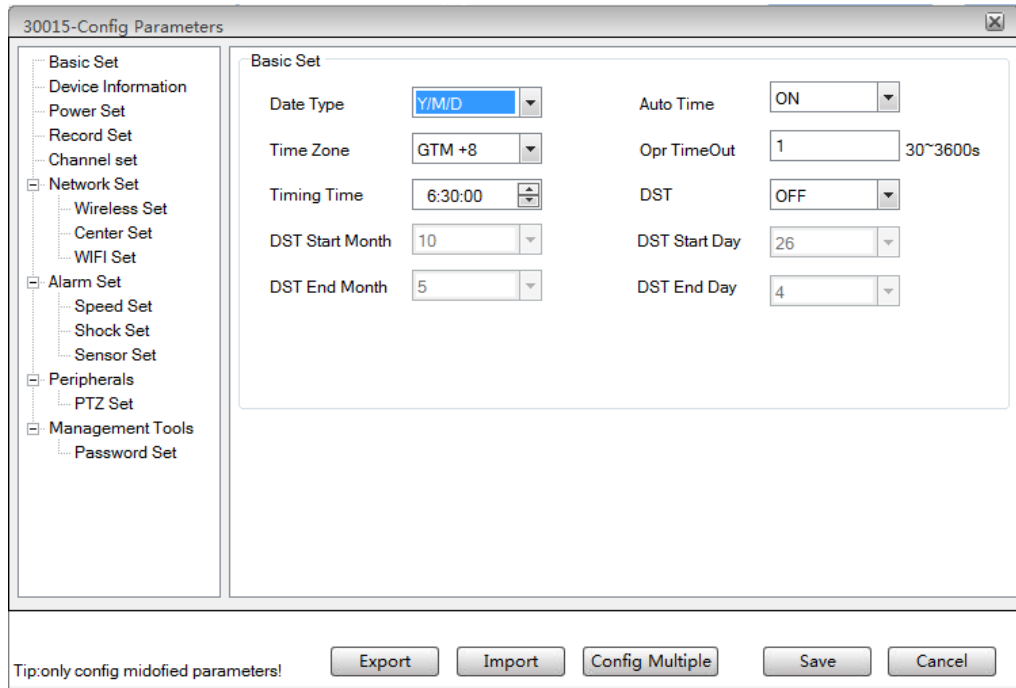 30015-Config Parameters
Basic Set
Device Information
Power Set
Record Set
Channel set
Network Set
Wireless Set
Center Set
WIFI Set
Alarm Set
Speed Set
Shock Set
Sensor Set
Peripherals
PTZ Set
Management Tools
Password Set
Basic Set
Date Type Y/M/D Auto Time ON
Time Zone GTM +8 Opr TimeOut 1 30~3600s
Timing Time 6:30:00 DST OFF
DST Start Month 10 DST Start Day 26
DST End Month 5 DST End Day 4
Tip:only config midofied parameters! Export Import Config Multiple Save Cancel